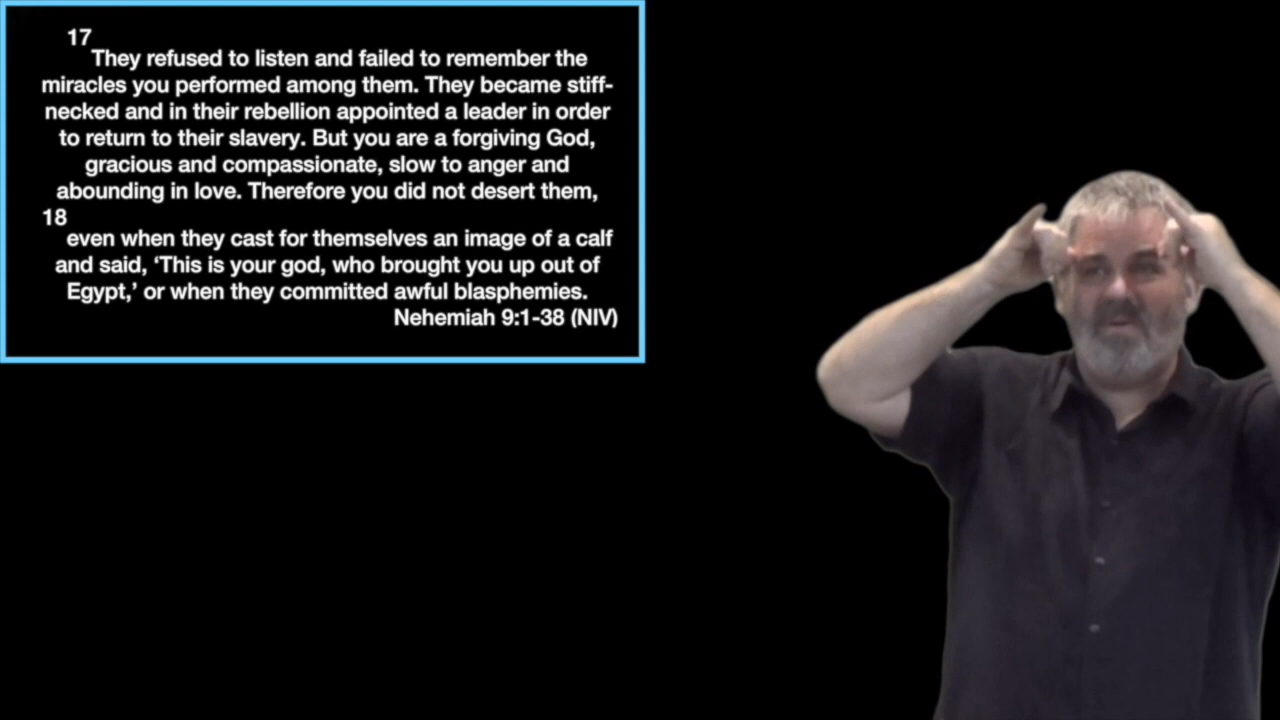 17
They refused to listen and failed to remember the
miracles you performed among them. They became stiff-
necked and in their rebellion appointed a leader in order
to return to their slavery. But you are a forgiving God,
gracious and compassionate, slow to anger and
abounding in love. Therefore you did not desert them,
18
even when they cast for themselves an image of a calf
and said, ‘This is your god, who brought you up out of
Egypt,’ or when they committed awful blasphemies.
Nehemiah 9:1-38 (NIV)